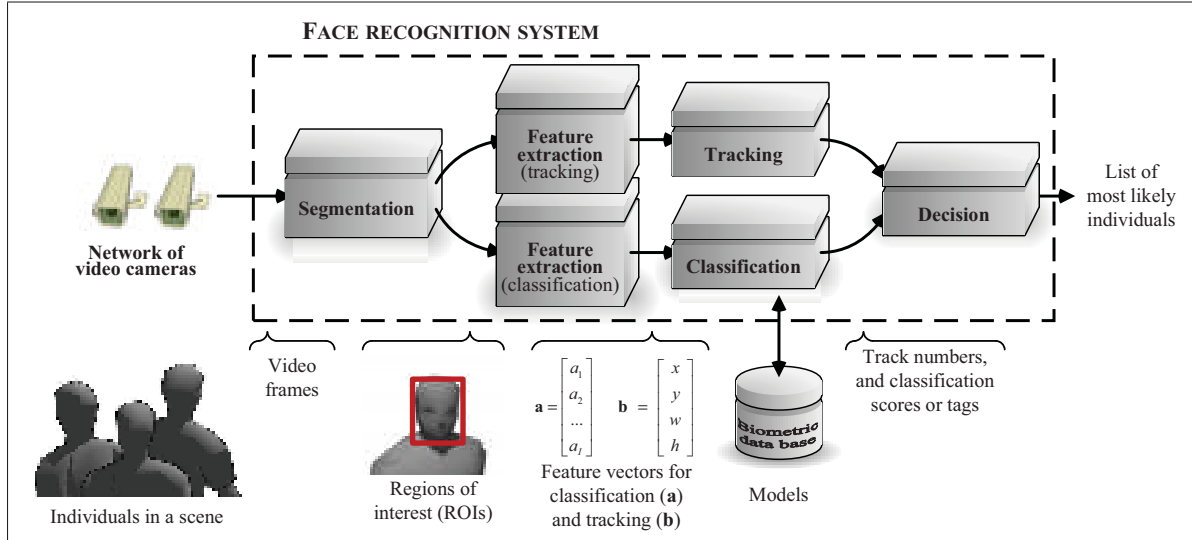 FACE RECOGNITION SYSTEM
Feature
extraction
(tracking)
Tracking
Segmentation
Decision
Feature
extraction
(classification)
Classification
Network of
video cameras
List of
most likely
individuals
Video
frames
Track numbers,
and classification
scores or tags
a = [a1 a2 ... aI]
b = [x y w h]
Biometric
data base
Feature vectors for
classification (a)
and tracking (b)
Regions of
interest (ROIs)
Models
Individuals in a scene